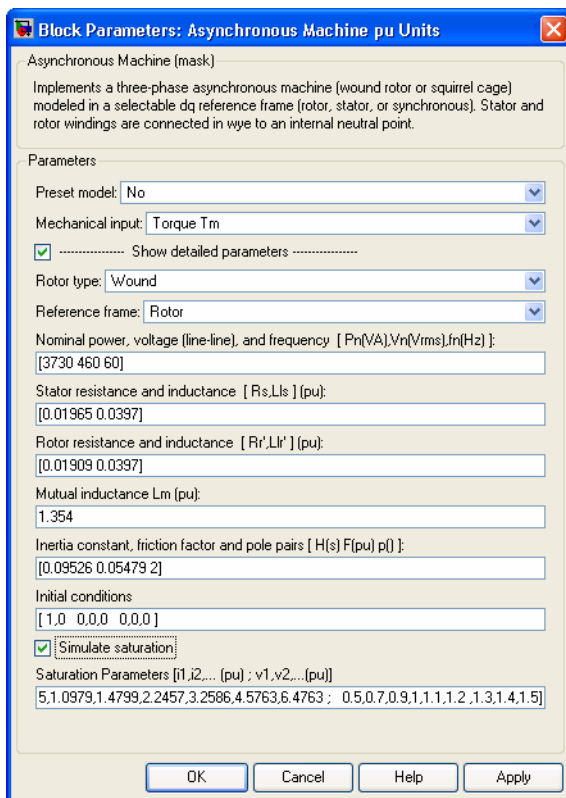 Block Parameters: Asynchronous Machine pu Units
Asynchronous Machine (mask)
Implements a three-phase asynchronous machine (wound rotor or squirrel cage)
modeled in a selectable dq reference frame (rotor, stator, or synchronous). Stator and
rotor windings are connected in wye to an internal neutral point.
Parameters
Preset model: No
Mechanical input: Torque Tm
---------------- Show detailed parameters ----------------
Rotor type: Wound
Reference frame: Rotor
Nominal power, voltage (line-line), and frequency [ Pn(VA),Vn(Vrms),fn(Hz) ]:
[3730 460 60]
Stator resistance and inductance [ Rs,Lls ] (pu):
[0.01965 0.0397]
Rotor resistance and inductance [ Rr',Llr' ] (pu):
[0.01909 0.0397]
Mutual inductance Lm (pu):
1.354
Inertia constant, friction factor and pole pairs [ H(s) F(pu) p() ]:
[0.09526 0.05479 2]
Initial conditions
[ 1,0 0,0,0 0,0,0 ]
Simulate saturation
Saturation Parameters [i1,i2,... (pu) ; v1,v2,...(pu)]
5,1.0979,1.4799,2.2457,3.2586,4.5763,6.4763 ; 0.5,0.7,0.9,1,1.1,1.2 ,1.3,1.4,1.5]
OK Cancel Help Apply